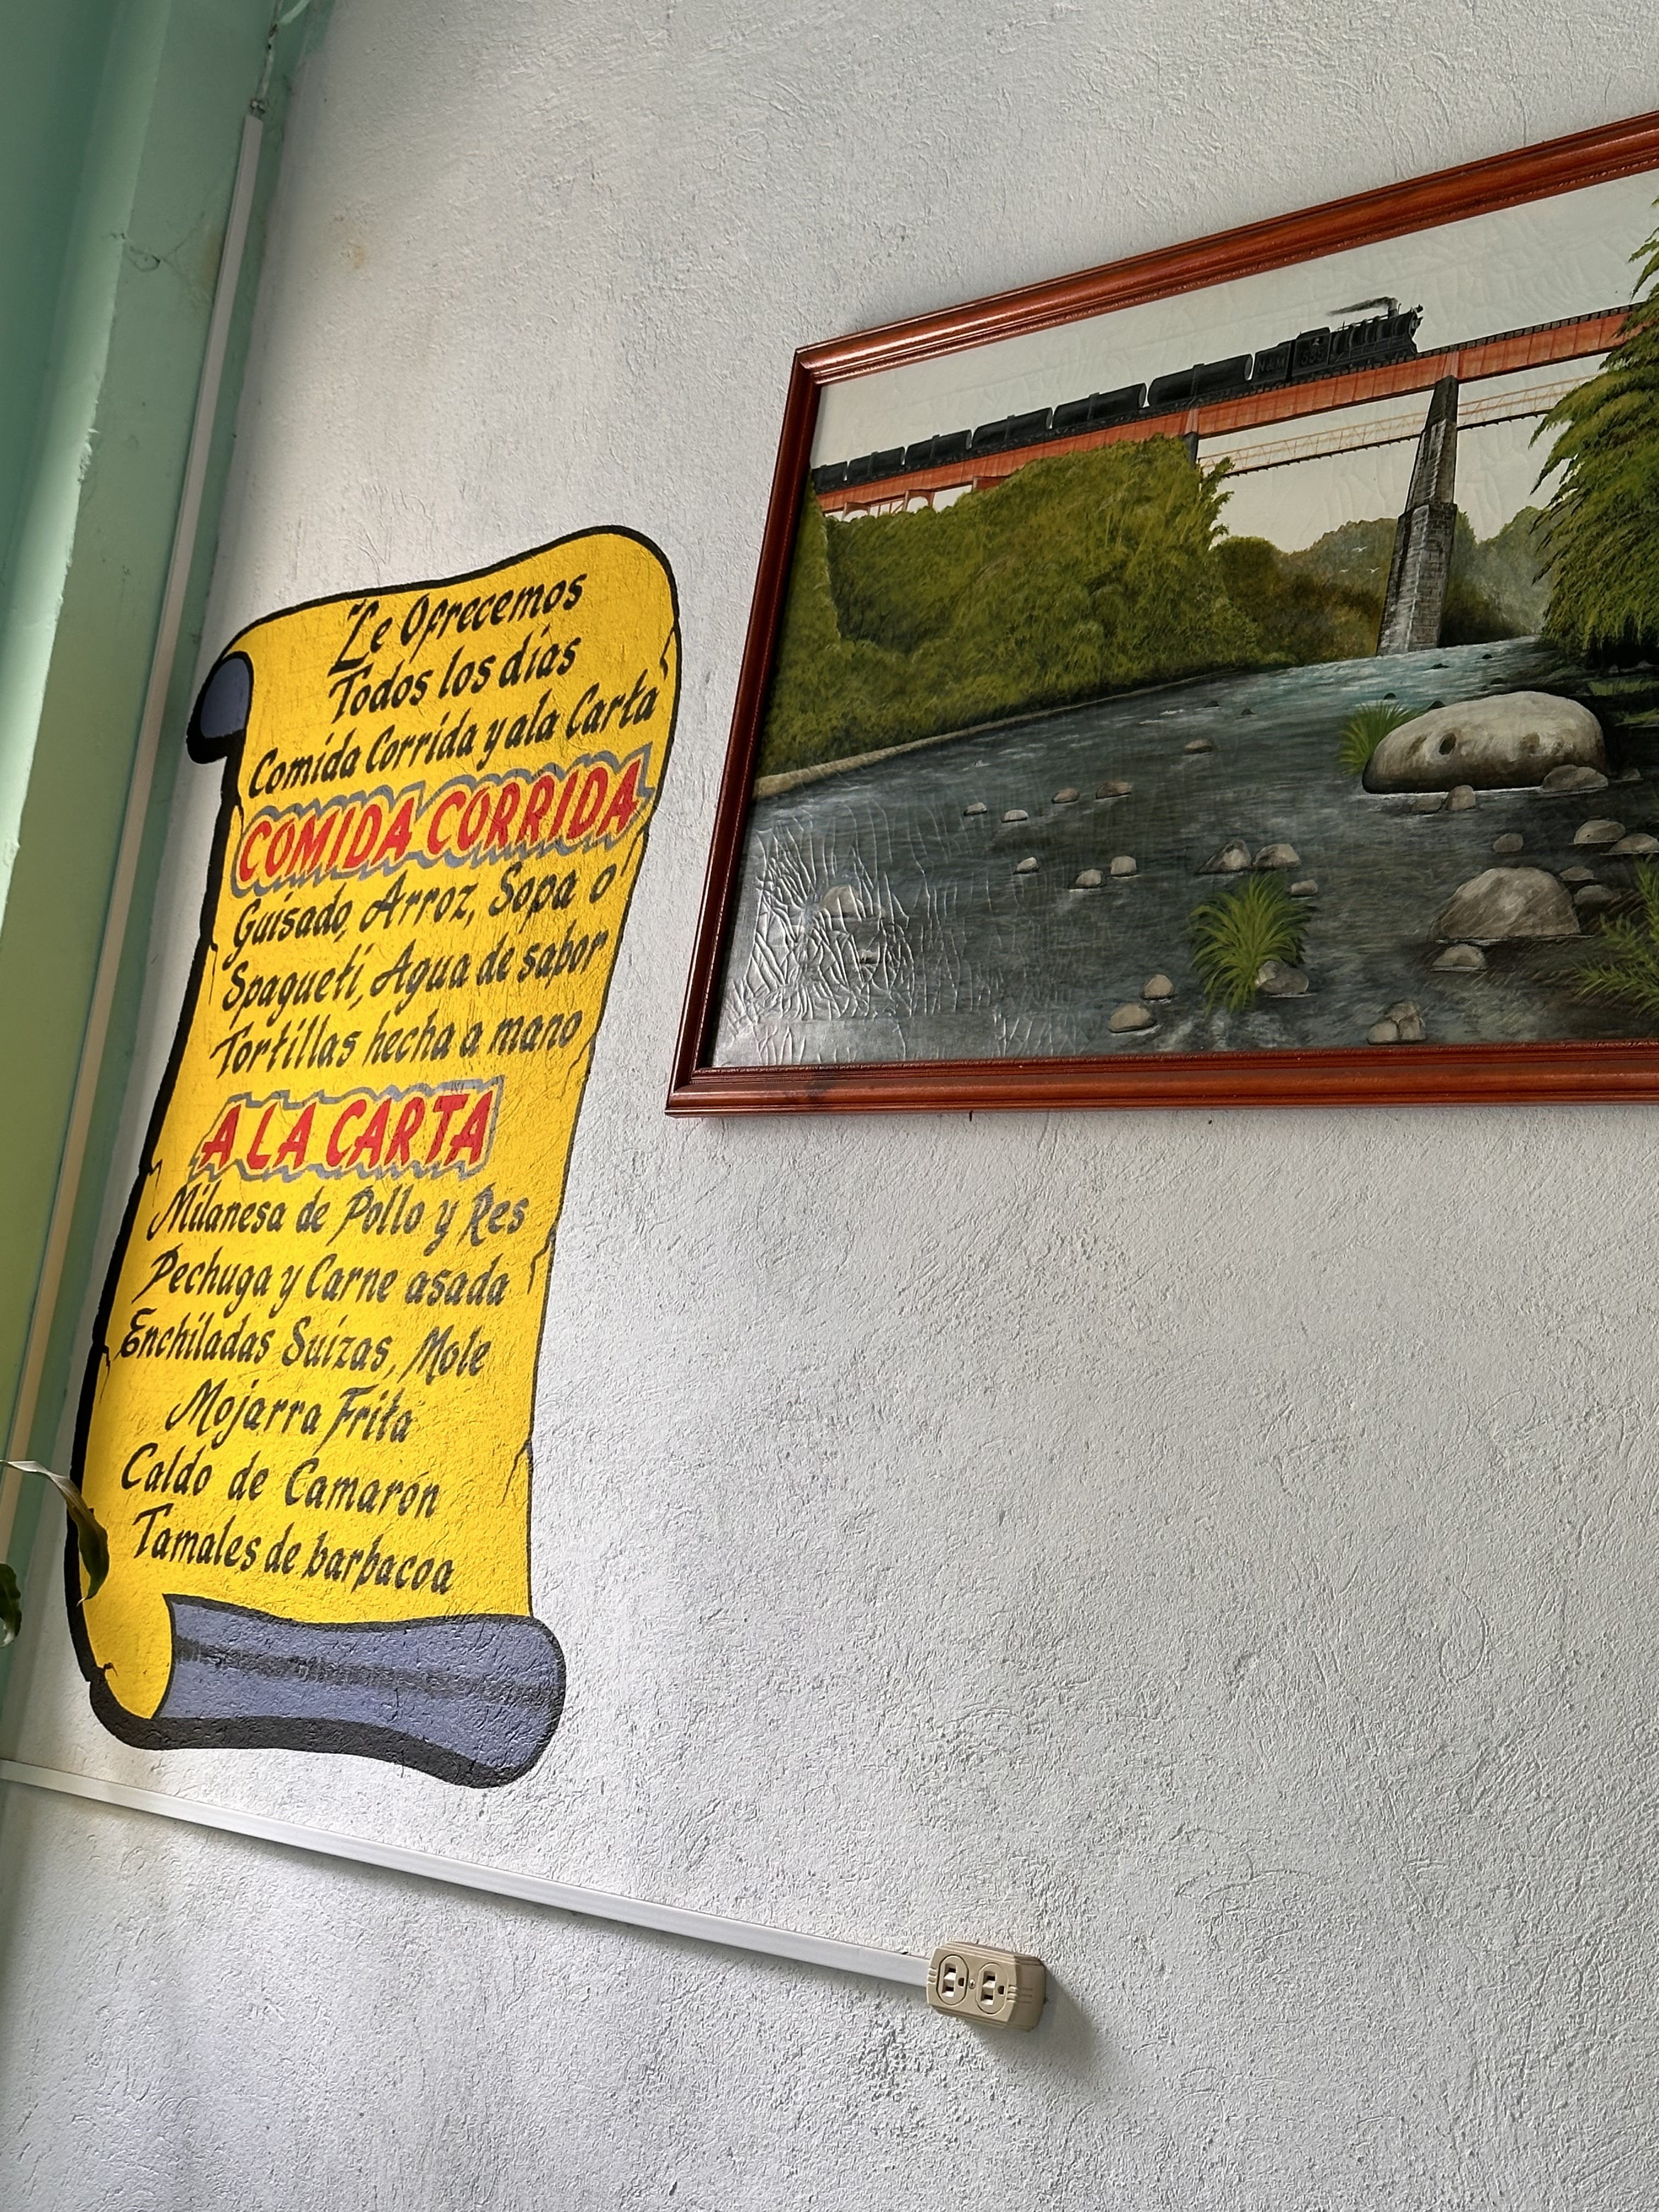 "Le Ofrecemos
Todos los días
Comida Corrida y ala Carta"
COMIDA CORRIDA
Guisado, Arroz, Sopa o'
Spagueti, Agua de sabor
Tortillas hecha a mano
A LA CARTA
Milanesa de Pollo y Res
Pechuga y Carne asada
Enchiladas Suizas, Mole
Mojarra Frita
Caldo de Camarón
Tamales de barbacoa